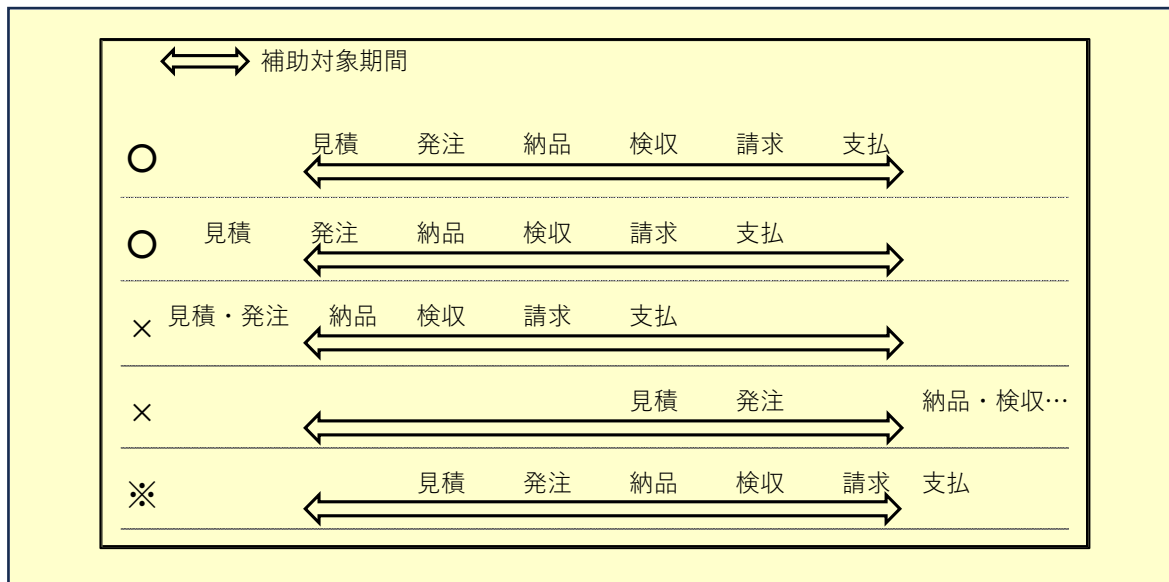 補助対象期間
○ 見積 発注 納品 検収 請求 支払
○ 見積 発注 納品 検収 請求 支払
× 見積・発注 納品 検収 請求 支払
× 見積 発注 納品・検収…
※ 見積 発注 納品 検収 請求 支払